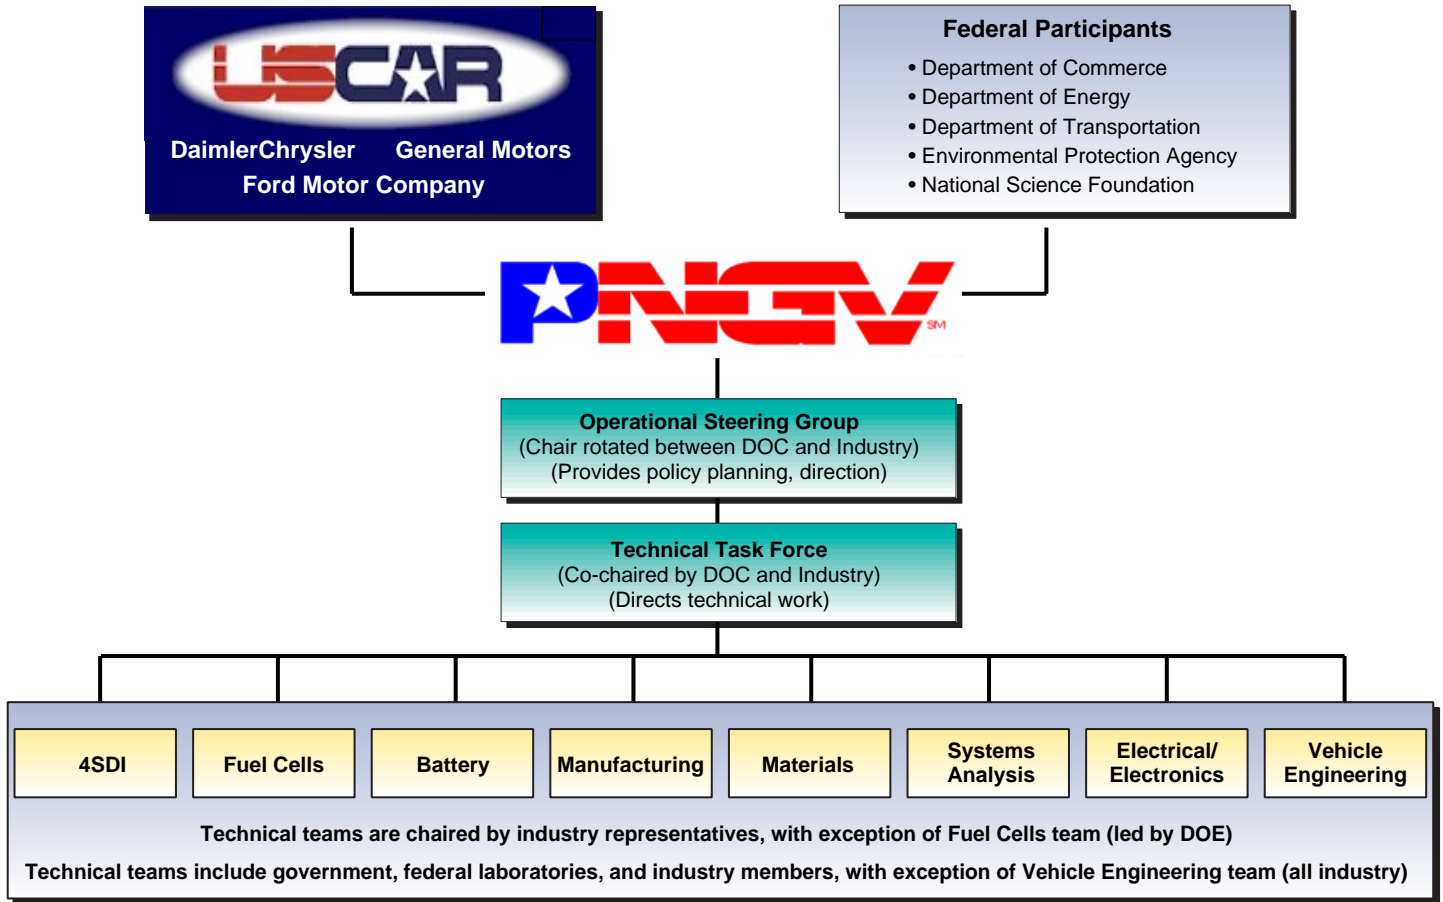 USCAR
DaimlerChrysler General Motors
Ford Motor Company
Federal Participants
• Department of Commerce
• Department of Energy
• Department of Transportation
• Environmental Protection Agency
• National Science Foundation
PNGV
SM
Operational Steering Group
(Chair rotated between DOC and Industry)
(Provides policy planning, direction)
Technical Task Force
(Co-chaired by DOC and Industry)
(Directs technical work)
4SDI
Fuel Cells
Battery
Manufacturing
Materials
Systems
Analysis
Electrical/
Electronics
Vehicle
Engineering
Technical teams are chaired by industry representatives, with exception of Fuel Cells team (led by DOE)
Technical teams include government, federal laboratories, and industry members, with exception of Vehicle Engineering team (all industry)